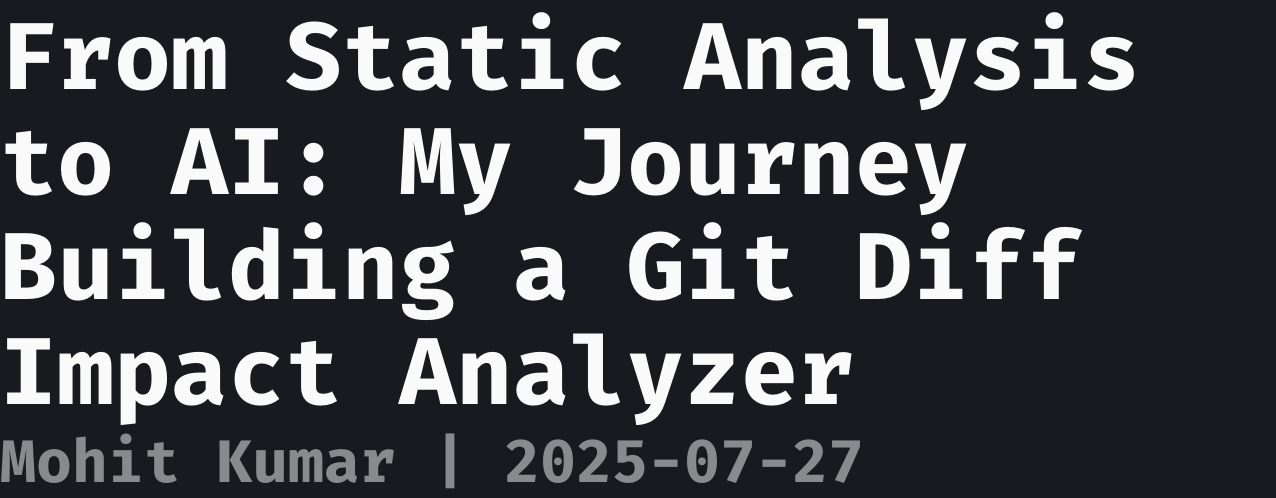 From Static Analysis
to AI: My Journey
Building a Git Diff
Impact Analyzer
Mohit Kumar | 2025-07-27